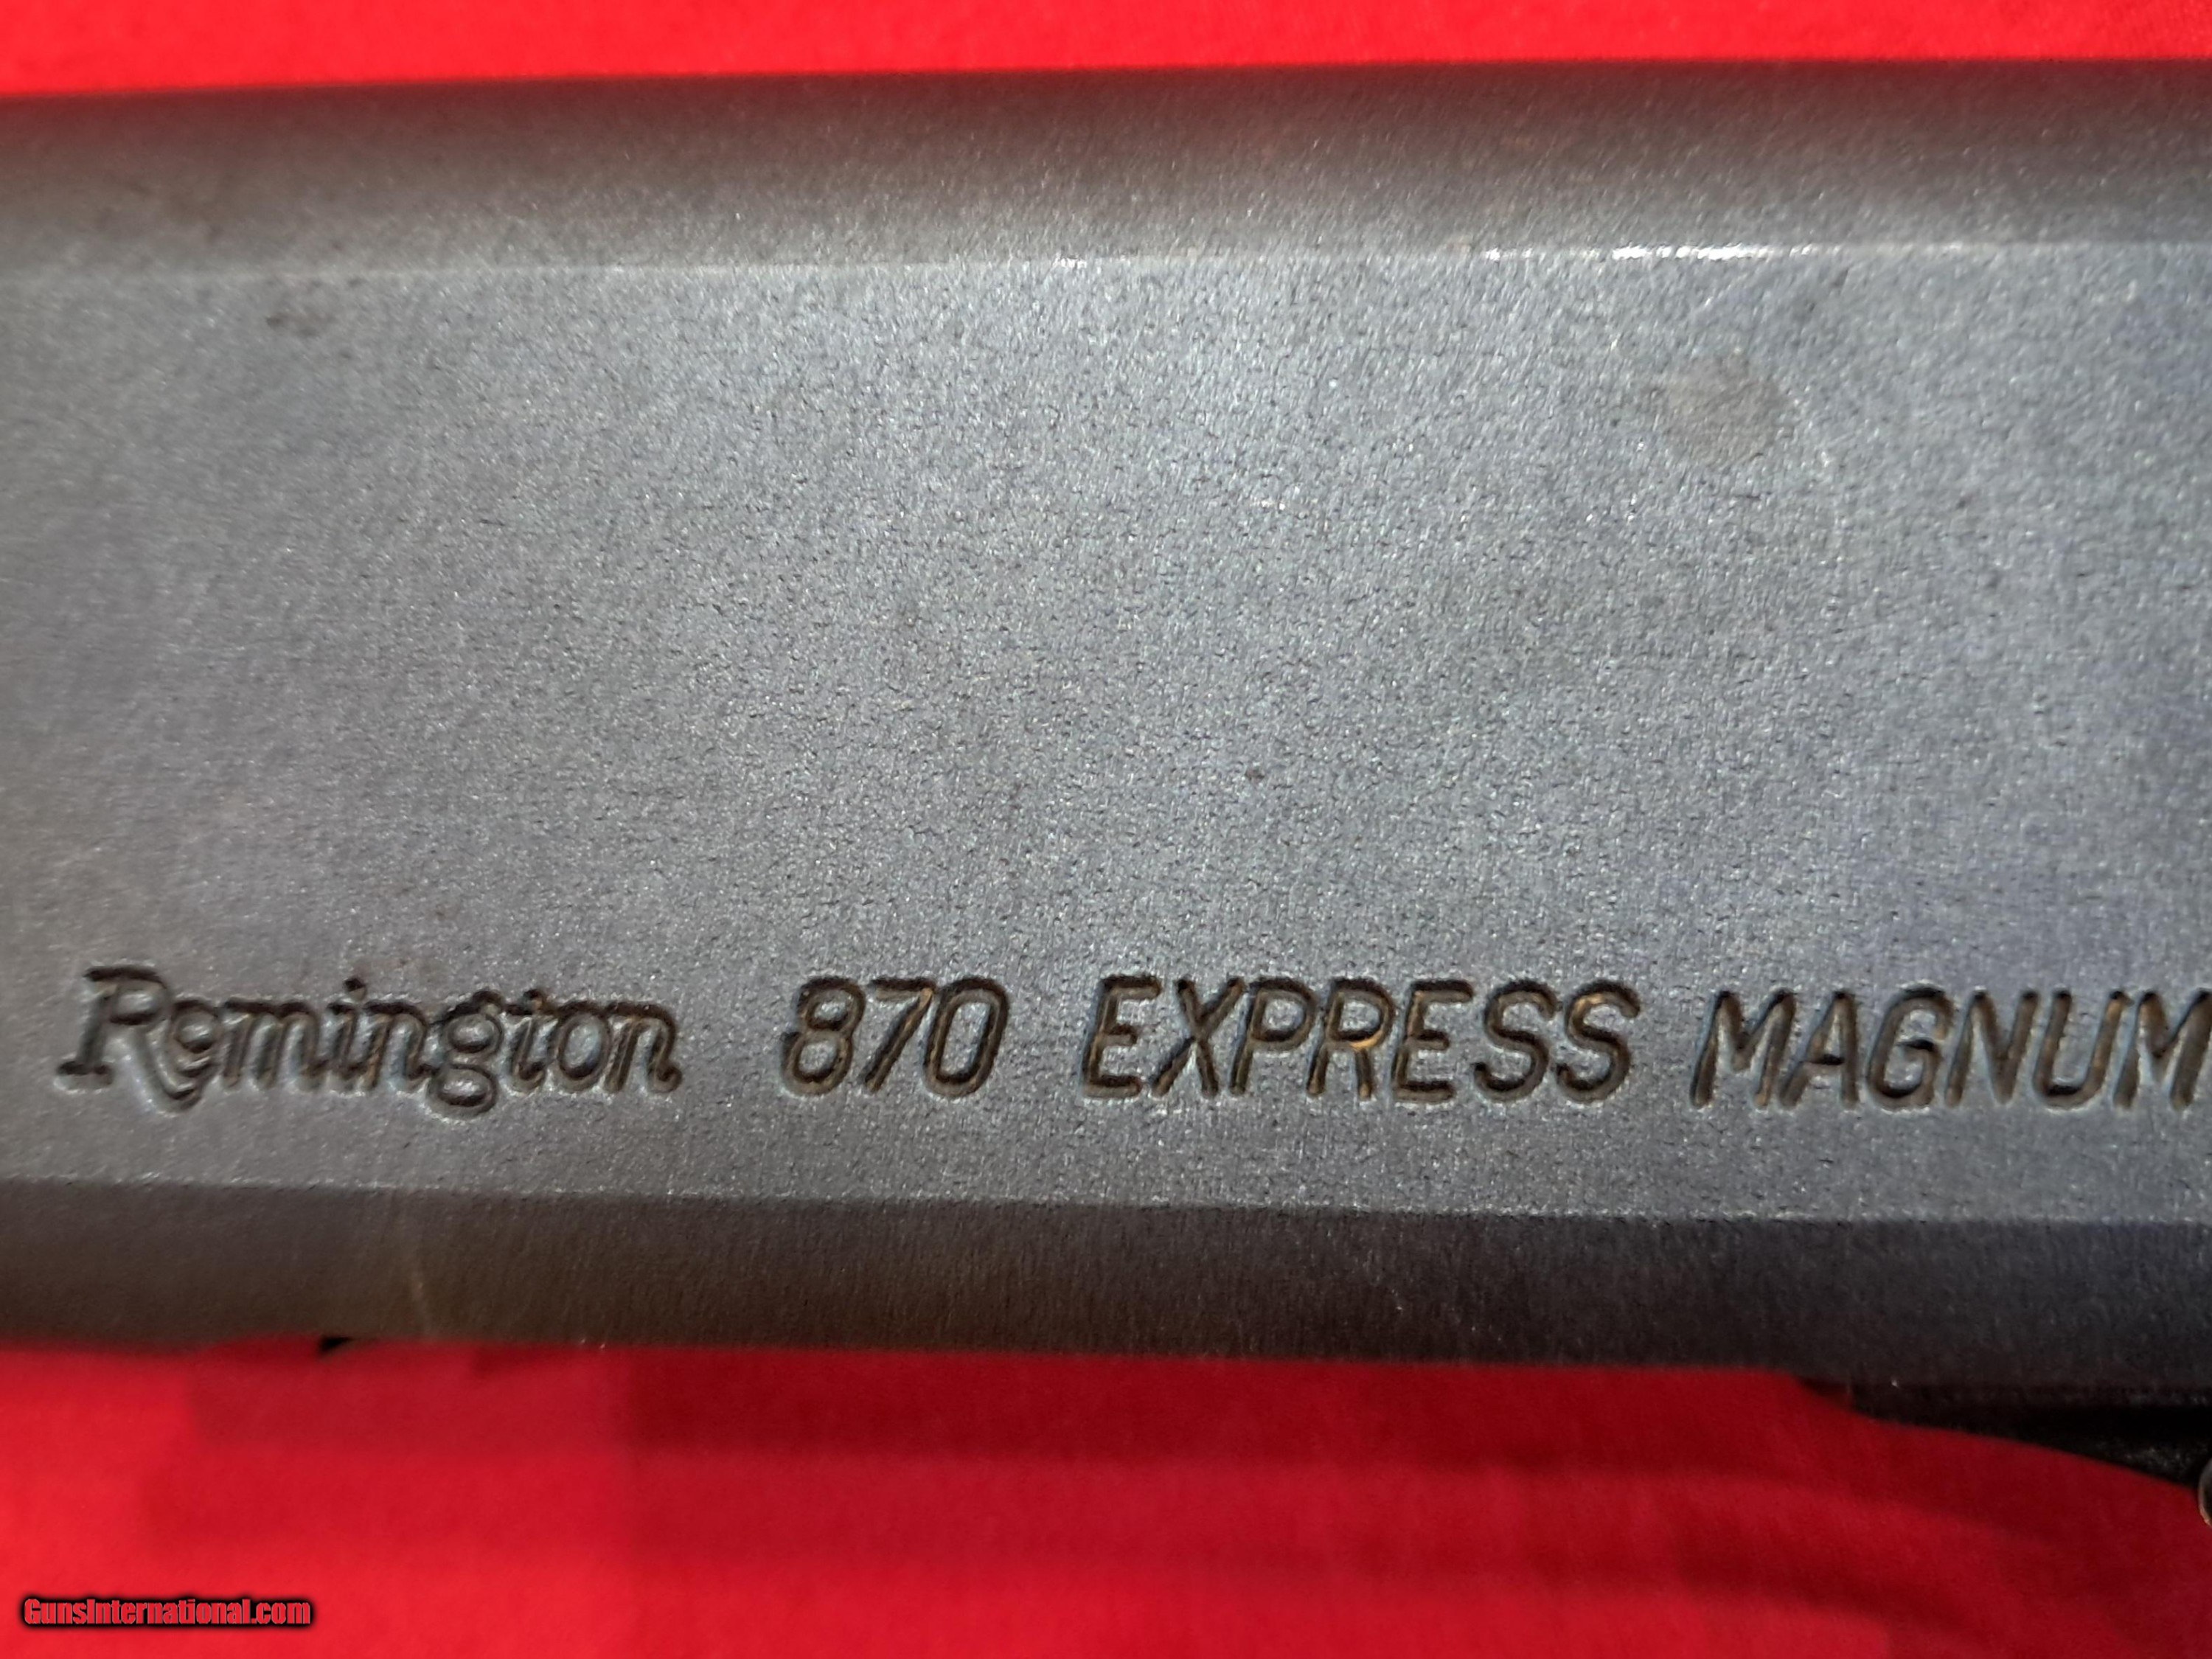 Remington 870 EXPRESS MAGNUM
GunsInternational.com